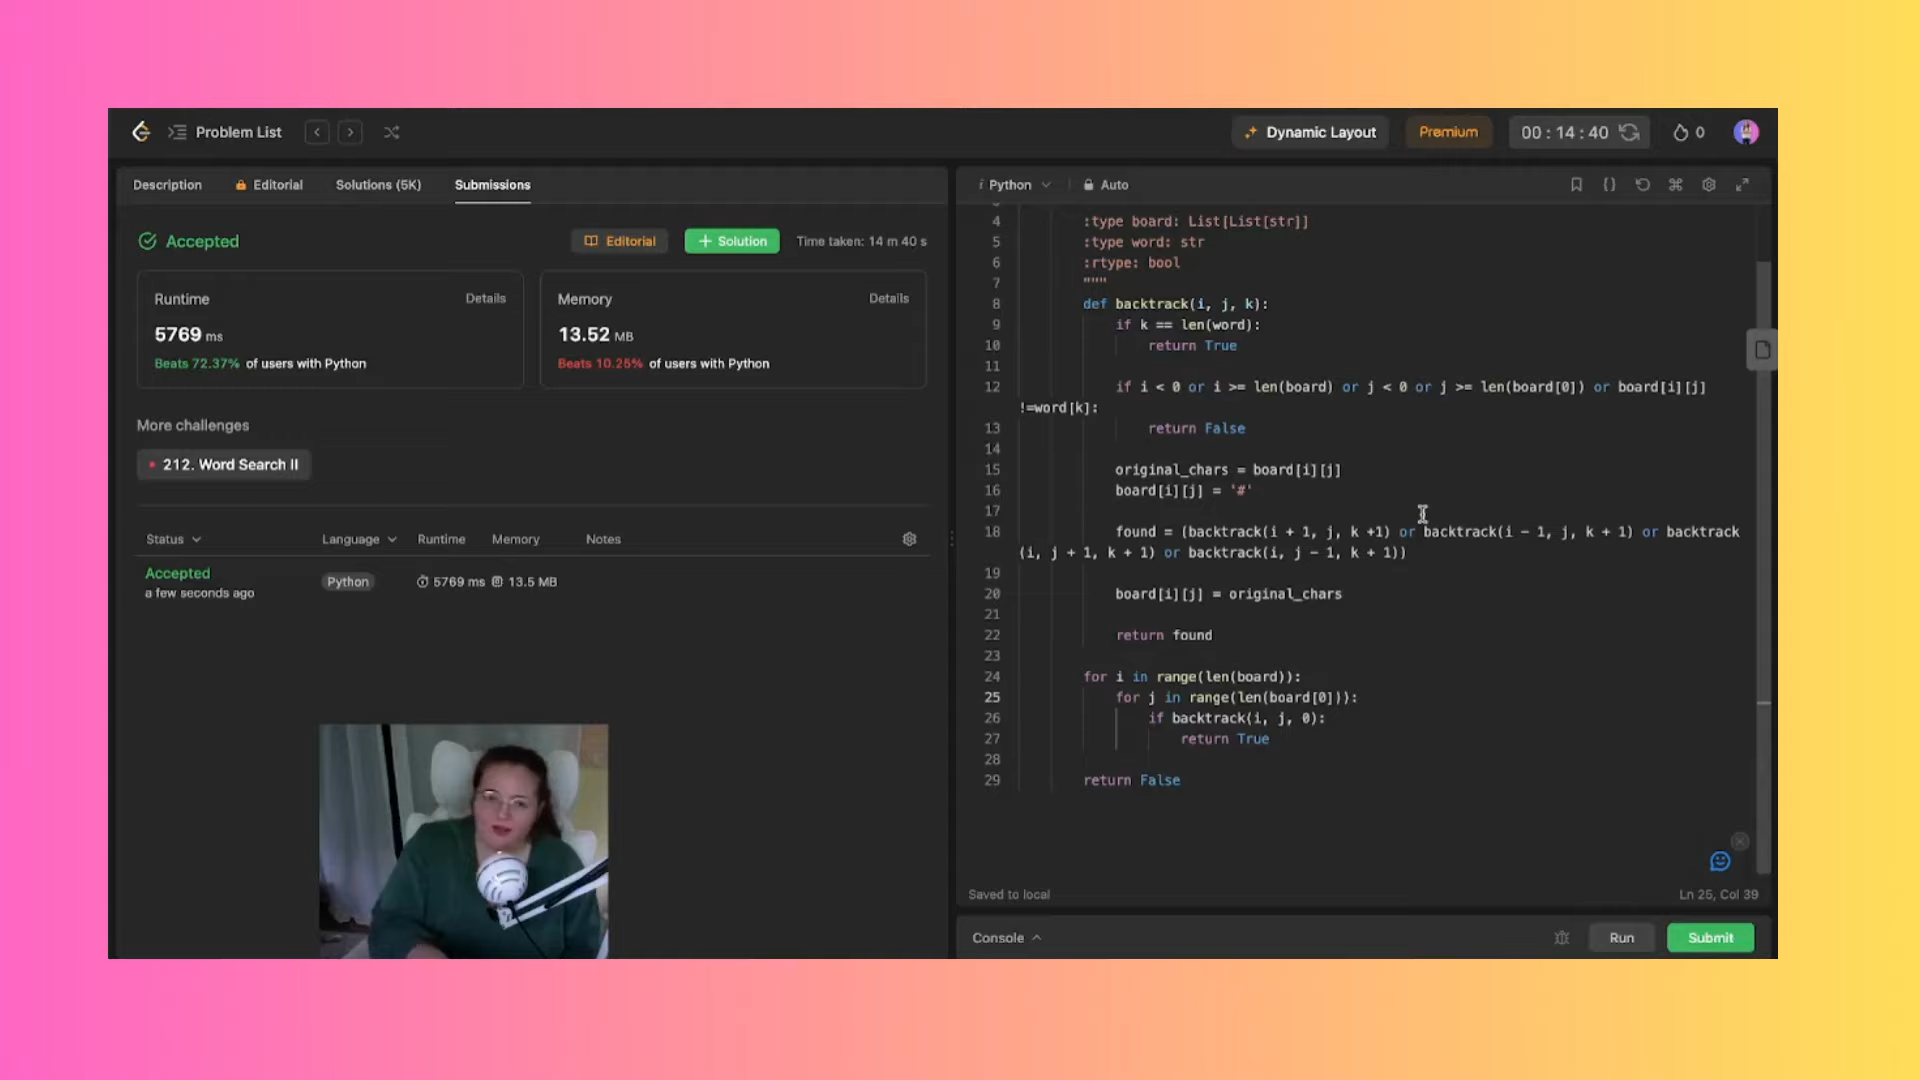 Problem List
Dynamic Layout
Premium
00 : 14 : 40
0
Description
Editorial
Solutions (5K)
Submissions
Accepted
Editorial
+ Solution
Time taken: 14 m 40 s
Runtime
Details
5769 ms
Beats 72.37% of users with Python
Memory
Details
13.52 MB
Beats 10.25% of users with Python
More challenges
212. Word Search II
Status
Language
Runtime
Memory
Notes
Accepted
a few seconds ago
Python
5769 ms
13.5 MB
i Python
Auto
4 :type board: List[List[str]]
5 :type word: str
6 :rtype: bool
7 """
8 def backtrack(i, j, k):
9 if k == len(word):
10 return True
11
12 if i < 0 or i >= len(board) or j < 0 or j >= len(board[0]) or board[i][j]
!=word[k]:
13 return False
14
15 original_chars = board[i][j]
16 board[i][j] = '#'
17
18 found = (backtrack(i + 1, j, k +1) or backtrack(i - 1, j, k + 1) or backtrack
(i, j + 1, k + 1) or backtrack(i, j - 1, k + 1))
19
20 board[i][j] = original_chars
21
22 return found
23
24 for i in range(len(board)):
25 for j in range(len(board[0])):
26 if backtrack(i, j, 0):
27 return True
28
29 return False
Saved to local
Ln 25, Col 39
Console
Run
Submit